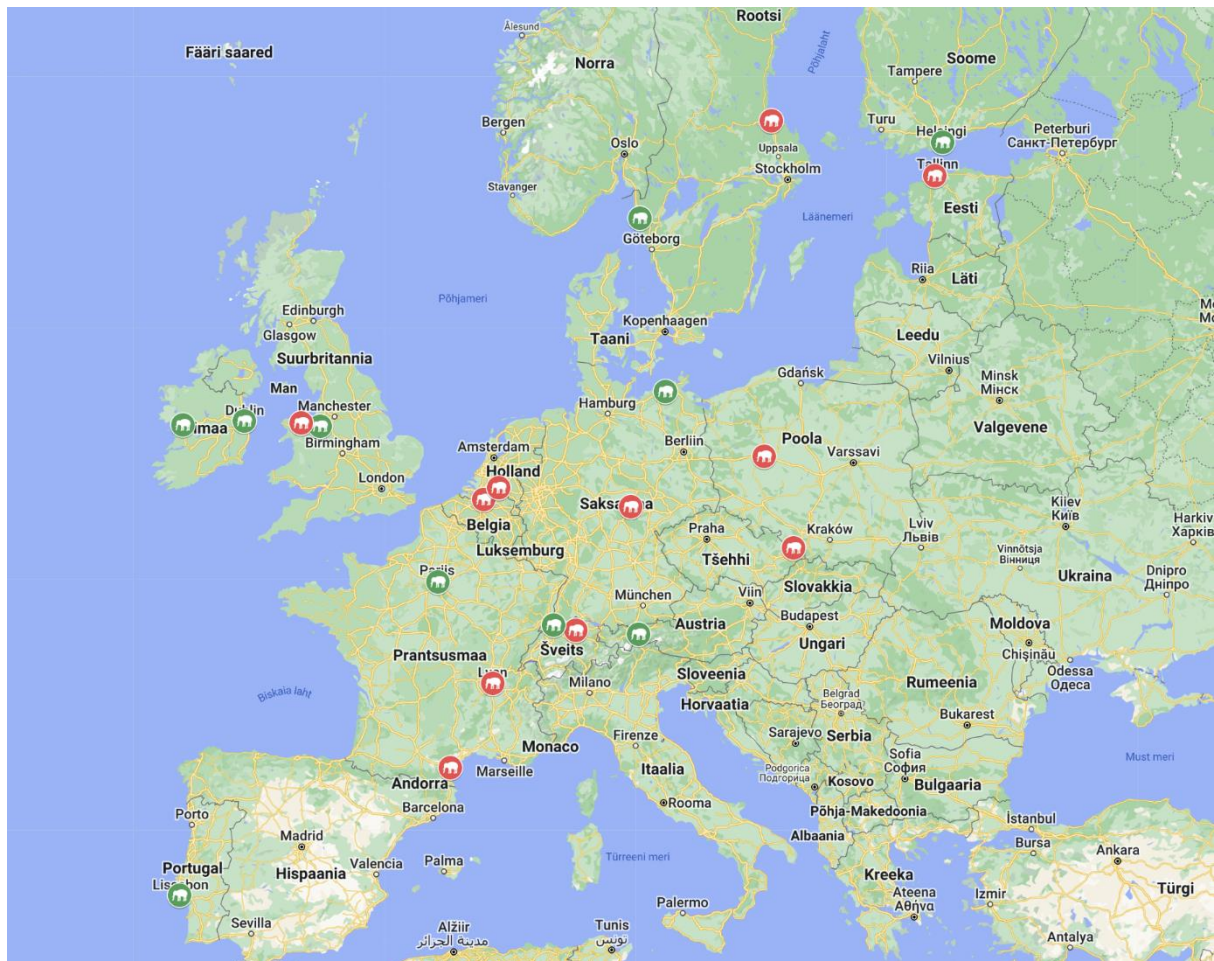 Rootsi
Ålesund
Fääri saared
Norra
Põhjalaht
Soome
Tampere
Bergen
Turu
Helsingi
Peterburi
Санкт-Петербург
Oslo
Uppsala
Stockholm
Tallinn
Stavanger
Eesti
Läänemeri
Göteborg
Riia
Läti
Põhjameri
Edinburgh
Glasgow
Kopenhaagen
Taani
Leedu
Suurbritannia
Vilnius
Gdańsk
Minsk
Мінск
Man
Hamburg
Manchester
Valgevene
Birmingham
Amsterdam
Berliin
Poola
Varssavi
Holland
London
Kiiev
Київ
Harkiv
Харків
Belgia
Praha
Kraków
Lviv
Львів
Luksemburg
Tšehhi
Vinnõtsja
Вінниця
Dnipro
Дніпро
Ukraina
Slovakkia
München
Viin
Budapest
Moldova
Austria
Ungari
Chișinău
Šveits
Prantsusmaa
Odessa
Одеса
Sloveenia
Milano
Rumeenia
Biskaia laht
Horvaatia
Belgrad
Београд
Bukarest
Firenze
Sarajevo
Serbia
Monaco
Sofia
София
Must meri
Marseille
Itaalia
Podgorica
Подгорица
Kosovo
Andorra
Bulgaaria
Barcelona
Rooma
Põhja-Makedoonia
Porto
İstanbul
Albaania
Madrid
Bursa
Ankara
Palma
Türreeni meri
Portugal
Hispaania
Valencia
Kreeka
Türgi
Ateena
Αθήνα
Izmir
Palermo
Sevilla
Alžiir
مدينة الجزائر
Tunis
تونس
Antalya